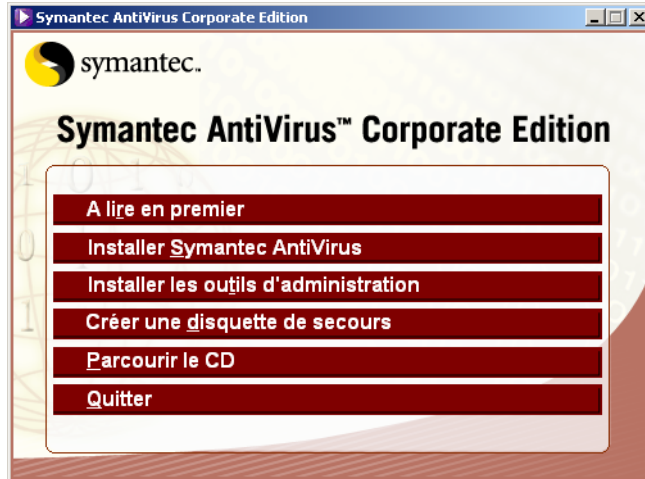 Symantec AntiVirus Corporate Edition
symantec.
Symantec AntiVirus™ Corporate Edition
A lire en premier
Installer Symantec AntiVirus
Installer les outils d'administration
Créer une disquette de secours
Parcourir le CD
Quitter